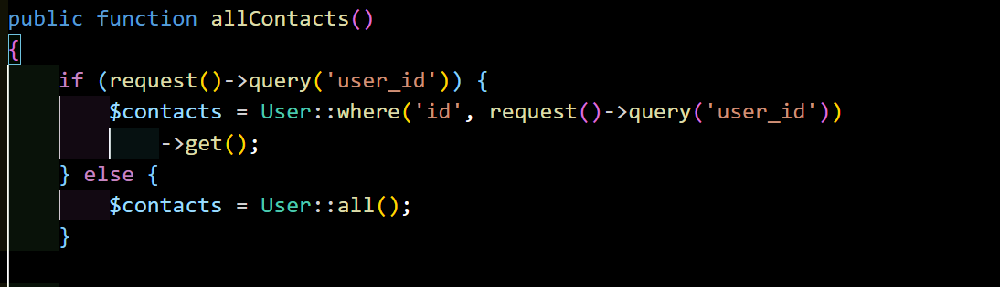 public function allContacts()
{
if (request()->query('user_id')) {
$contacts = User::where('id', request()->query('user_id'))
->get();
} else {
$contacts = User::all();
}